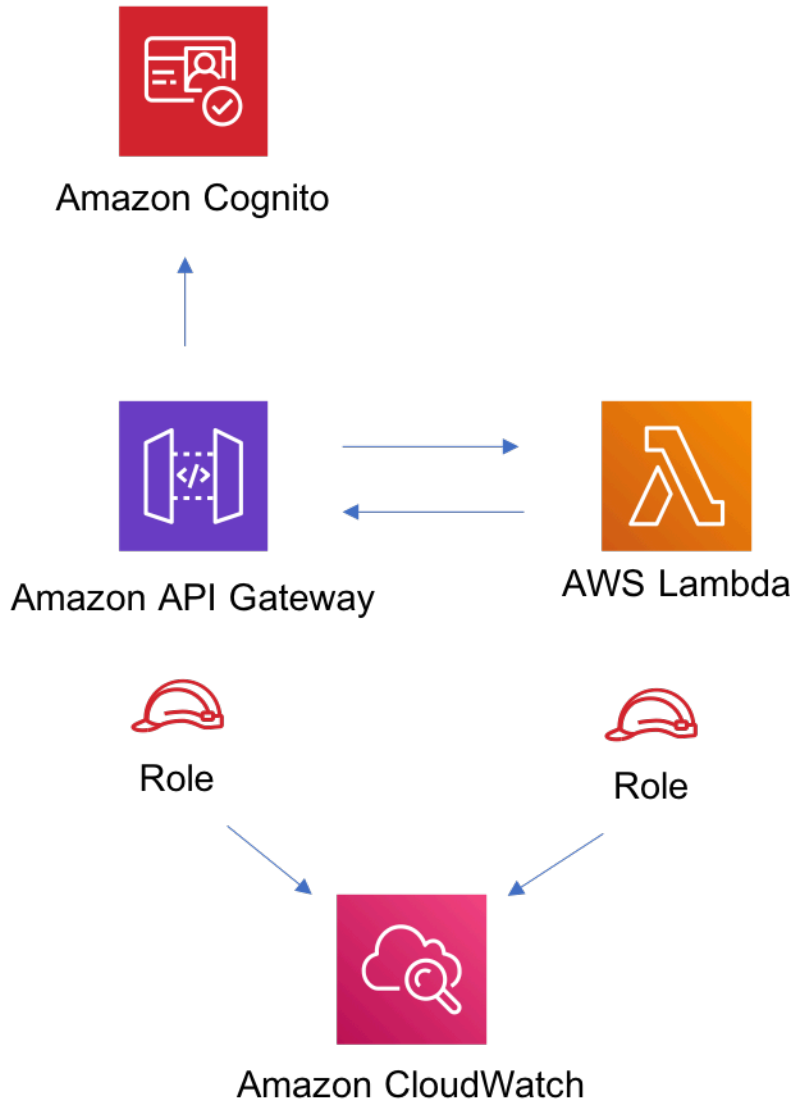 Amazon Cognito
</>
Amazon API Gateway
AWS Lambda
Role
Role
Amazon CloudWatch